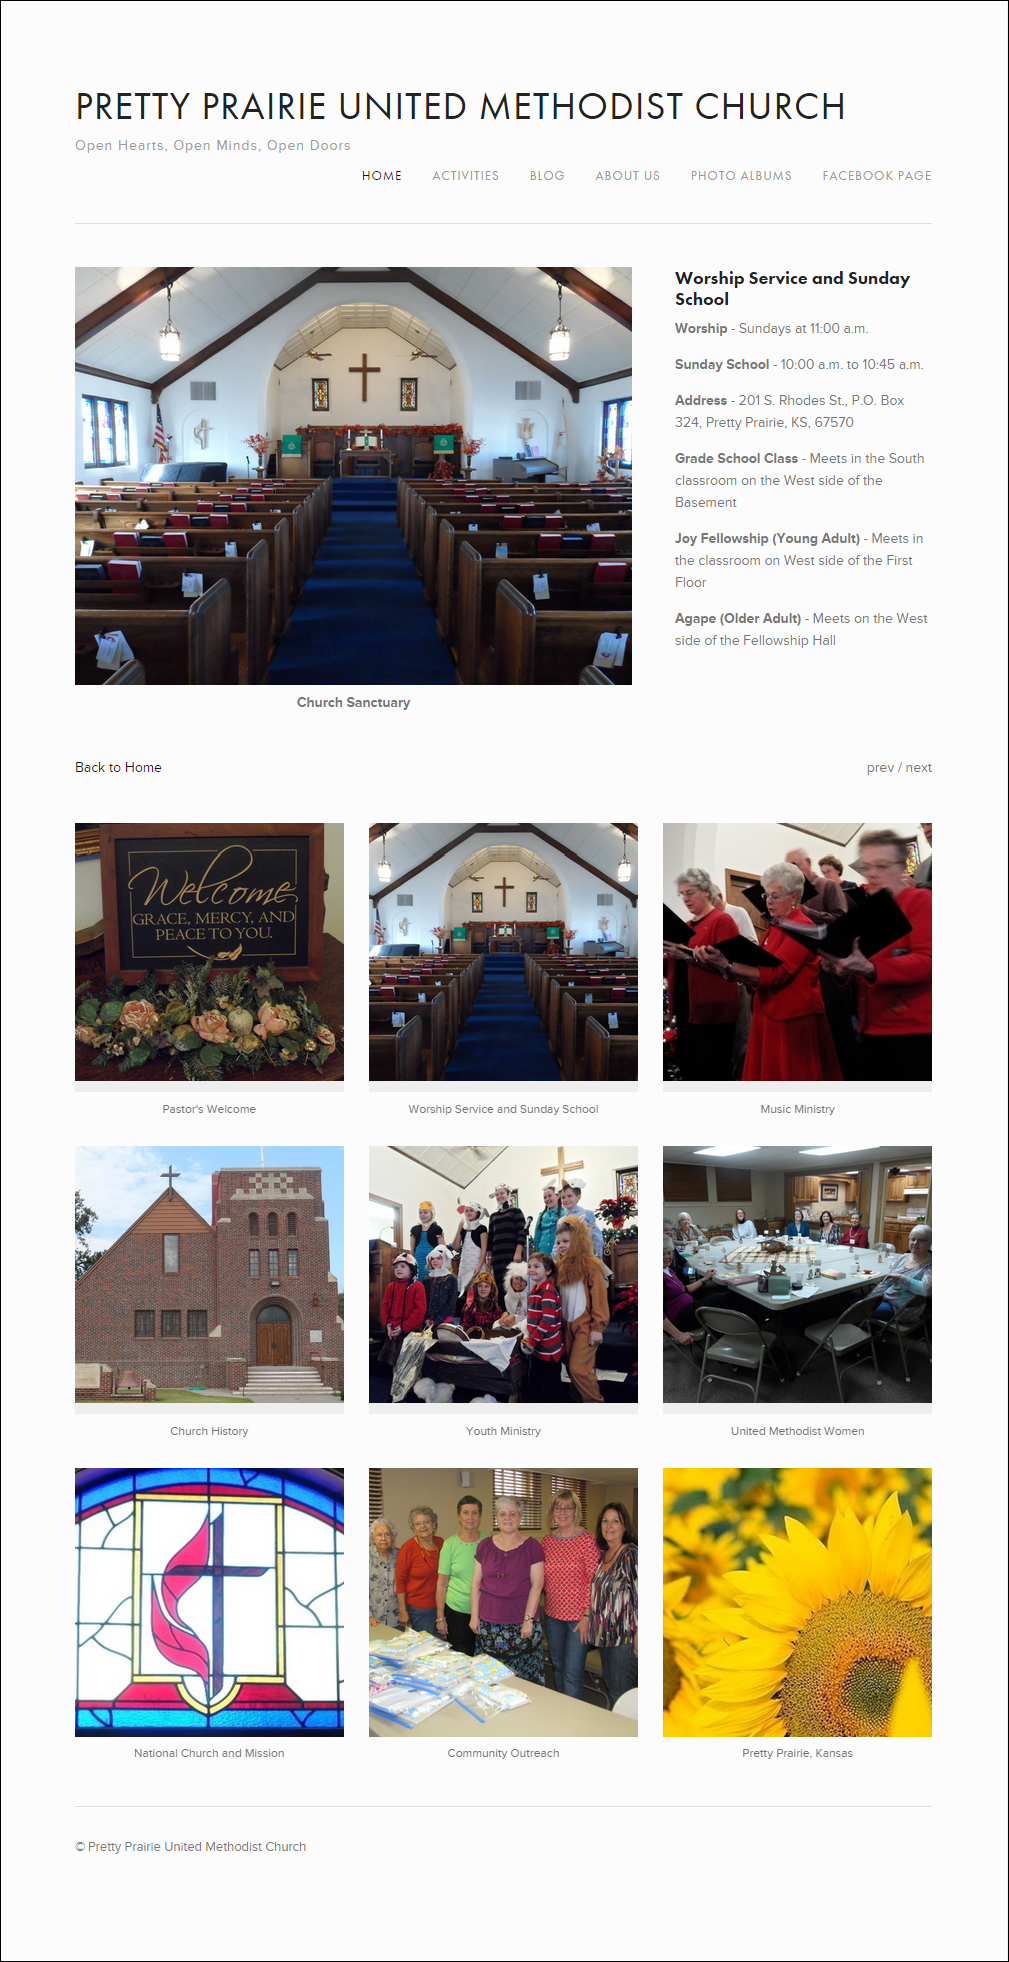 PRETTY PRAIRIE UNITED METHODIST CHURCH
Open Hearts, Open Minds, Open Doors
HOME ACTIVITIES BLOG ABOUT US PHOTO ALBUMS FACEBOOK PAGE
Worship Service and Sunday
School
Worship - Sundays at 11:00 a.m.
Sunday School - 10:00 a.m. to 10:45 a.m.
Address - 201 S. Rhodes St., P.O. Box
324, Pretty Prairie, KS, 67570
Grade School Class - Meets in the South
classroom on the West side of the
Basement
Joy Fellowship (Young Adult) - Meets in
the classroom on West side of the First
Floor
Agape (Older Adult) - Meets on the West
side of the Fellowship Hall
Church Sanctuary
Back to Home
prev / next
Welcome
GRACE, MERCY, AND
PEACE TO YOU.
Pastor's Welcome
Worship Service and Sunday School
Music Ministry
Church History
Youth Ministry
United Methodist Women
National Church and Mission
Community Outreach
Pretty Prairie, Kansas
© Pretty Prairie United Methodist Church